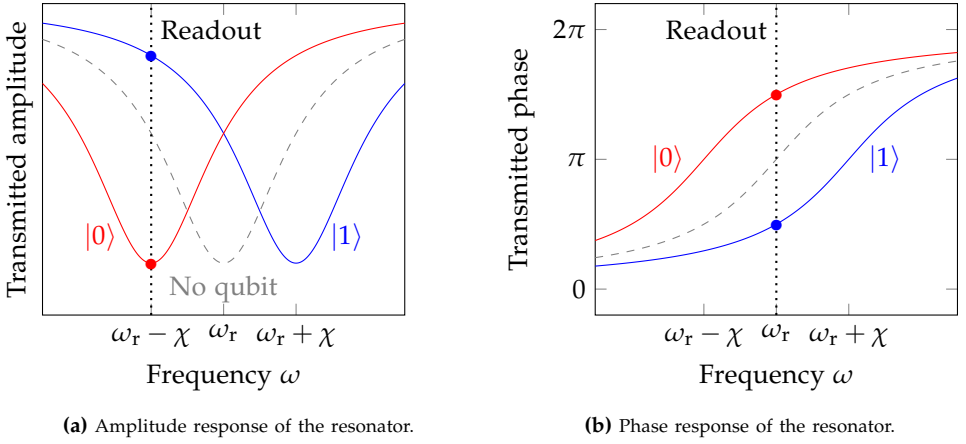 Transmitted amplitude
Readout
|0⟩
|1⟩
No qubit
ω_r − χ ω_r ω_r + χ
Frequency ω
(a) Amplitude response of the resonator.
Transmitted phase
2π
π
0
Readout
|0⟩
|1⟩
ω_r − χ ω_r ω_r + χ
Frequency ω
(b) Phase response of the resonator.